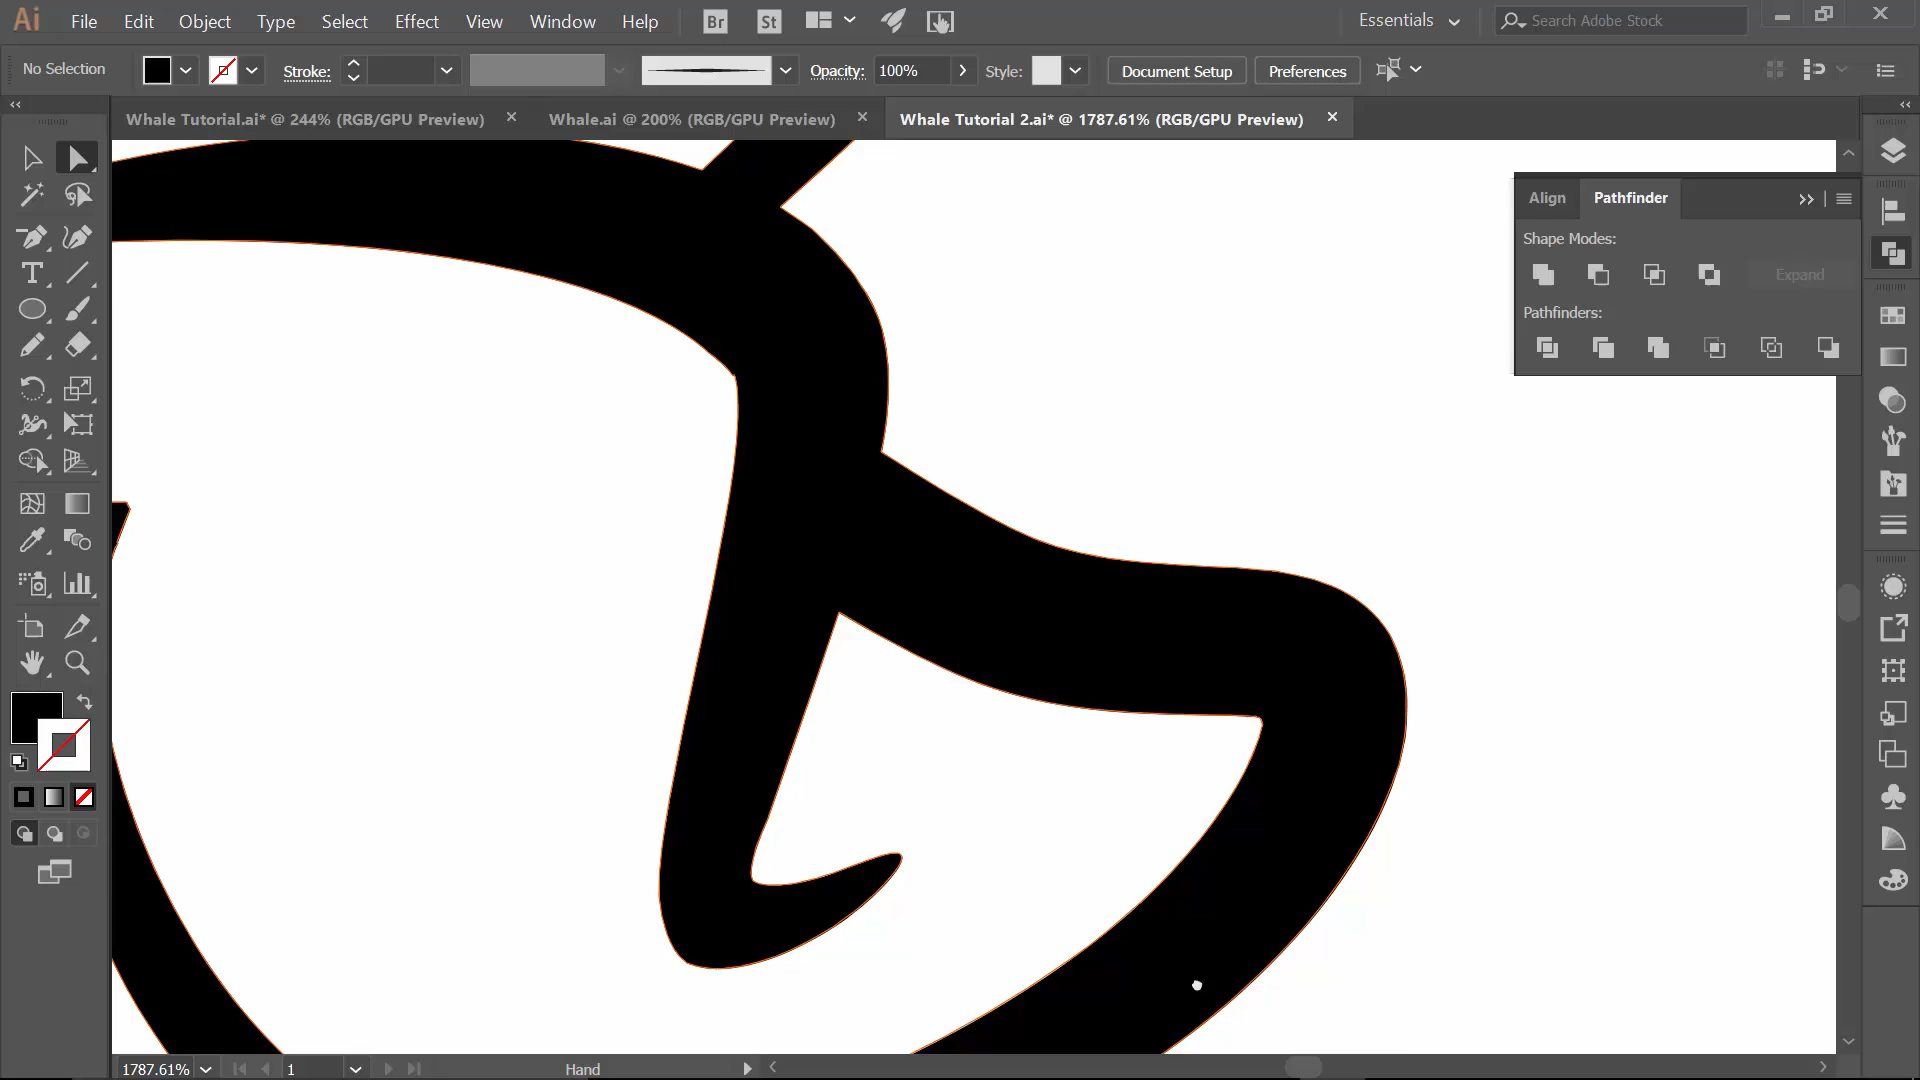 Ai File Edit Object Type Select Effect View Window Help Br St Essentials Search Adobe Stock
No Selection Stroke: Opacity: 100% Style: Document Setup Preferences
Whale Tutorial.ai* @ 244% (RGB/GPU Preview) Whale.ai @ 200% (RGB/GPU Preview) Whale Tutorial 2.ai* @ 1787.61% (RGB/GPU Preview)
Align Pathfinder
Shape Modes:
Expand
Pathfinders:
1787.61% 1 Hand